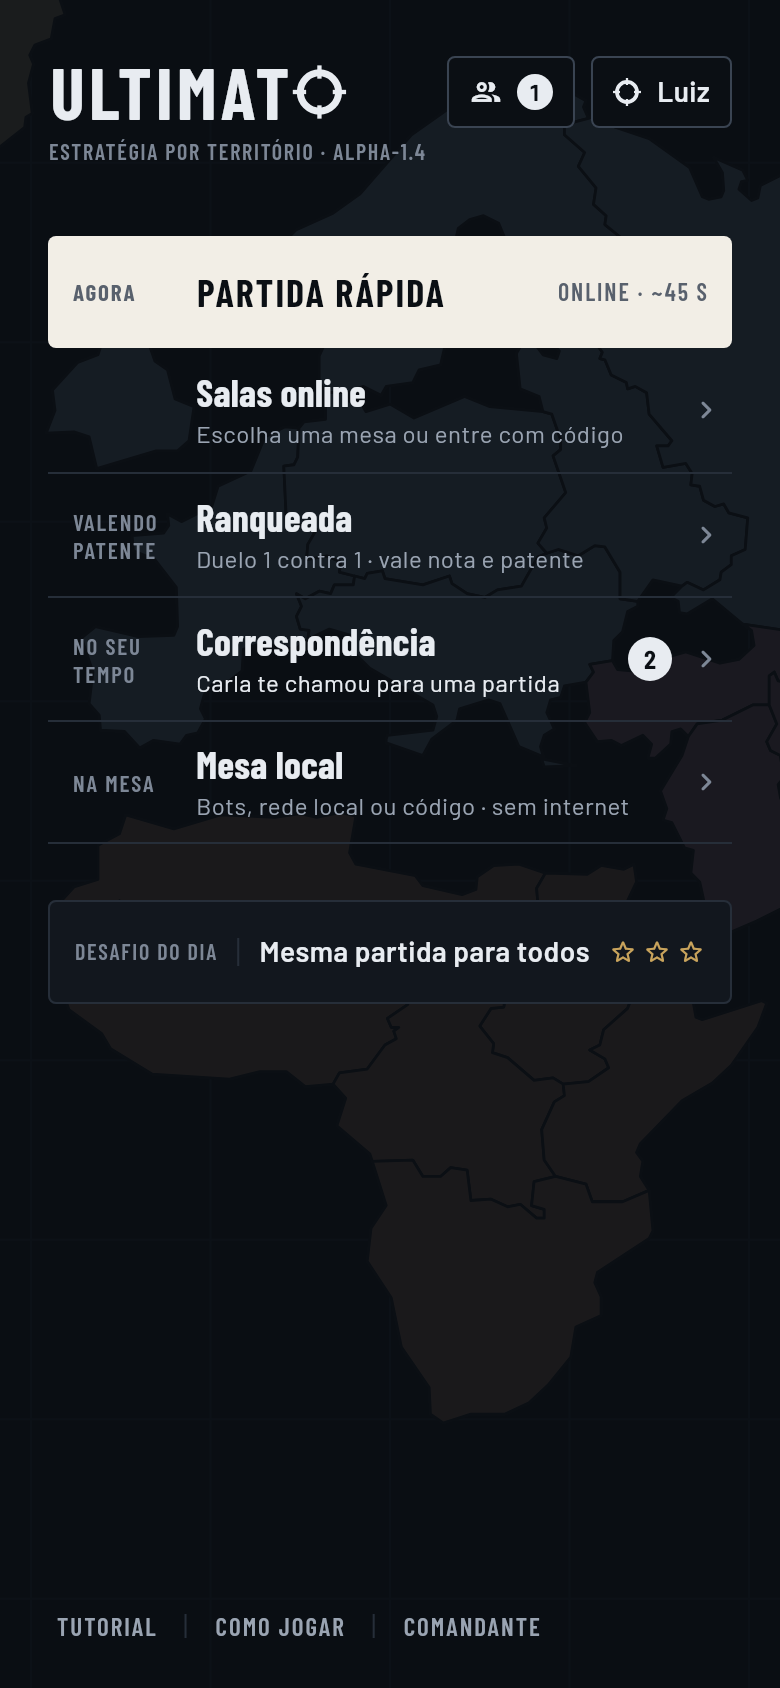 ULTIMATO
1
Luiz
ESTRATÉGIA POR TERRITÓRIO · ALPHA-1.4
AGORA
PARTIDA RÁPIDA
ONLINE · ~45 S
Salas online
Escolha uma mesa ou entre com código
VALENDO
PATENTE
Ranqueada
Duelo 1 contra 1 · vale nota e patente
NO SEU
TEMPO
Correspondência
Carla te chamou para uma partida
2
NA MESA
Mesa local
Bots, rede local ou código · sem internet
DESAFIO DO DIA
Mesma partida para todos
TUTORIAL
COMO JOGAR
COMANDANTE